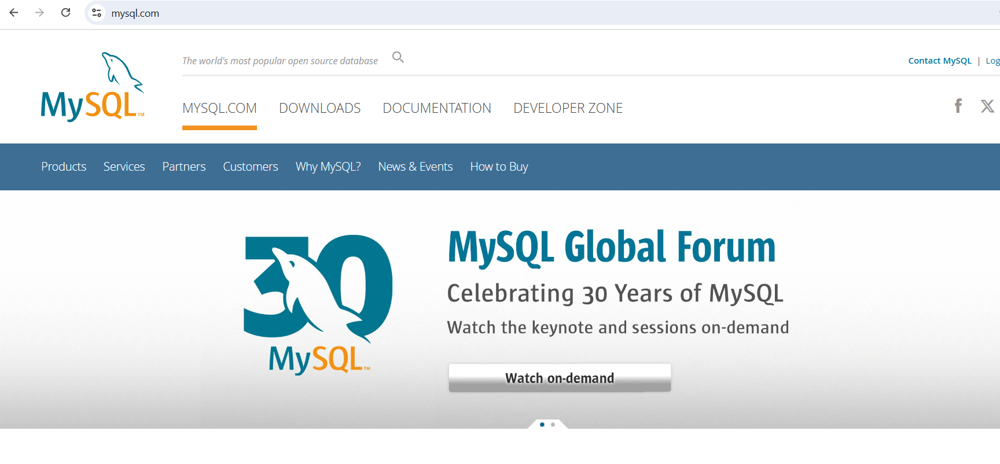 mysql.com
MySQL™
The world's most popular open source database
Contact MySQL | Log
MYSQL.COM DOWNLOADS DOCUMENTATION DEVELOPER ZONE
f X
Products Services Partners Customers Why MySQL? News & Events How to Buy
30
MySQL™
MySQL Global Forum
Celebrating 30 Years of MySQL
Watch the keynote and sessions on-demand
Watch on-demand